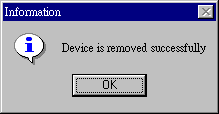 Information
Device is removed successfully
OK